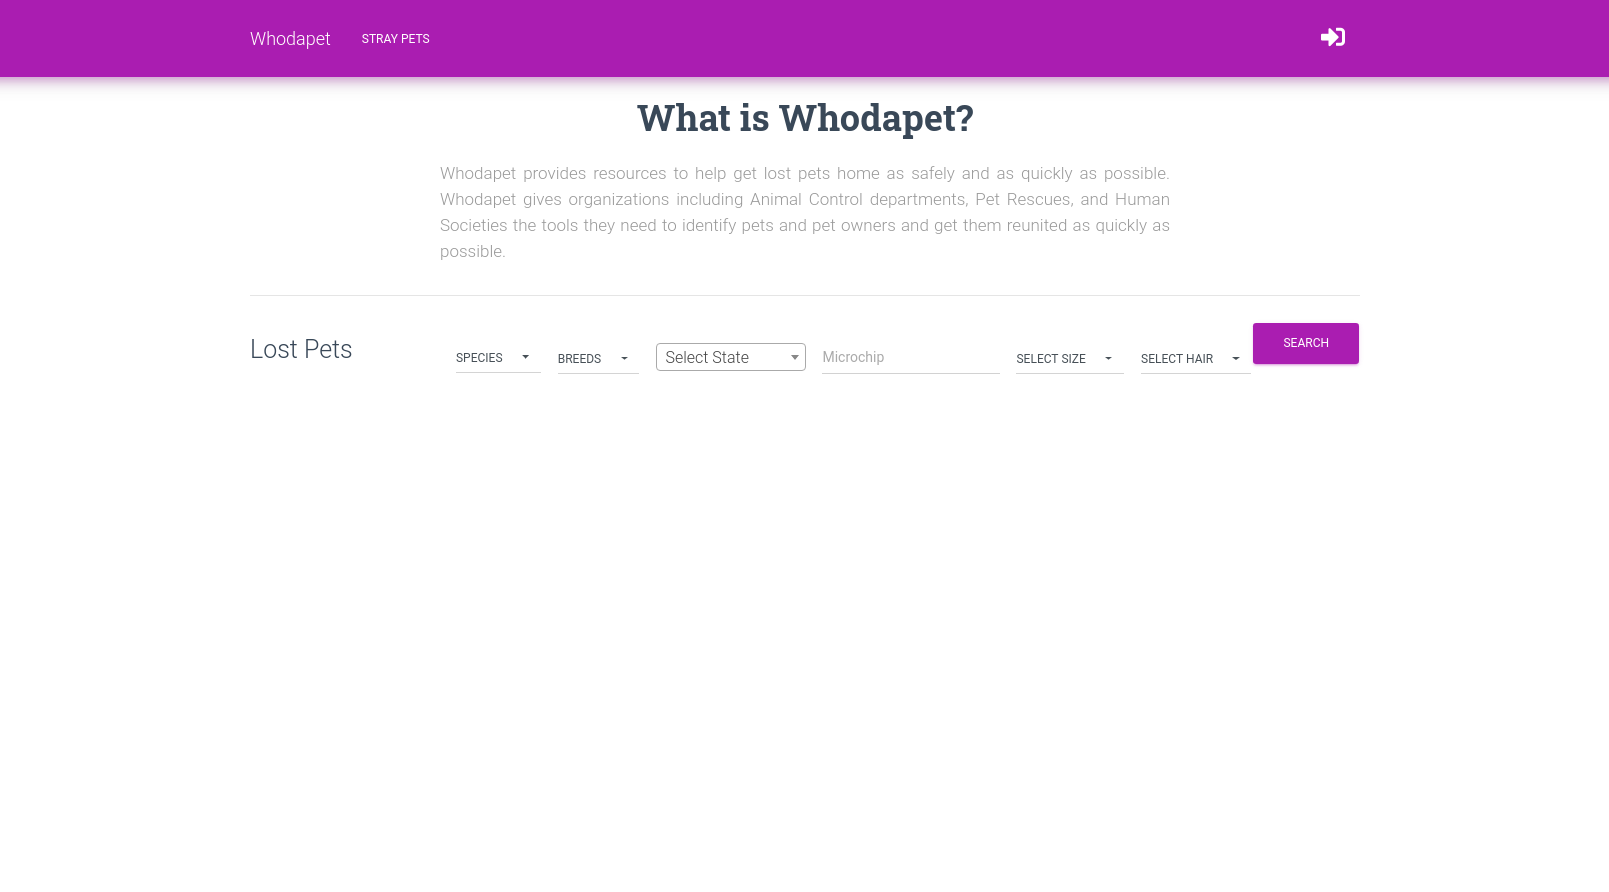 Whodapet STRAY PETS
What is Whodapet?
Whodapet provides resources to help get lost pets home as safely and as quickly as possible.
Whodapet gives organizations including Animal Control departments, Pet Rescues, and Human
Societies the tools they need to identify pets and pet owners and get them reunited as quickly as
possible.
Lost Pets SPECIES BREEDS Select State Microchip SELECT SIZE SELECT HAIR SEARCH